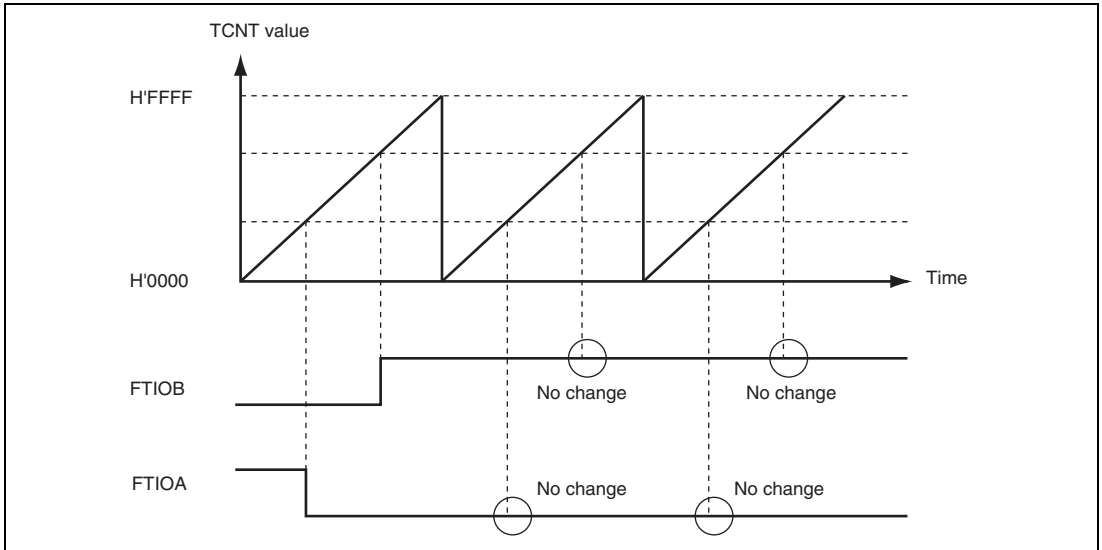 TCNT value
H'FFFF
H'0000
Time
FTIOB
No change
No change
FTIOA
No change
No change